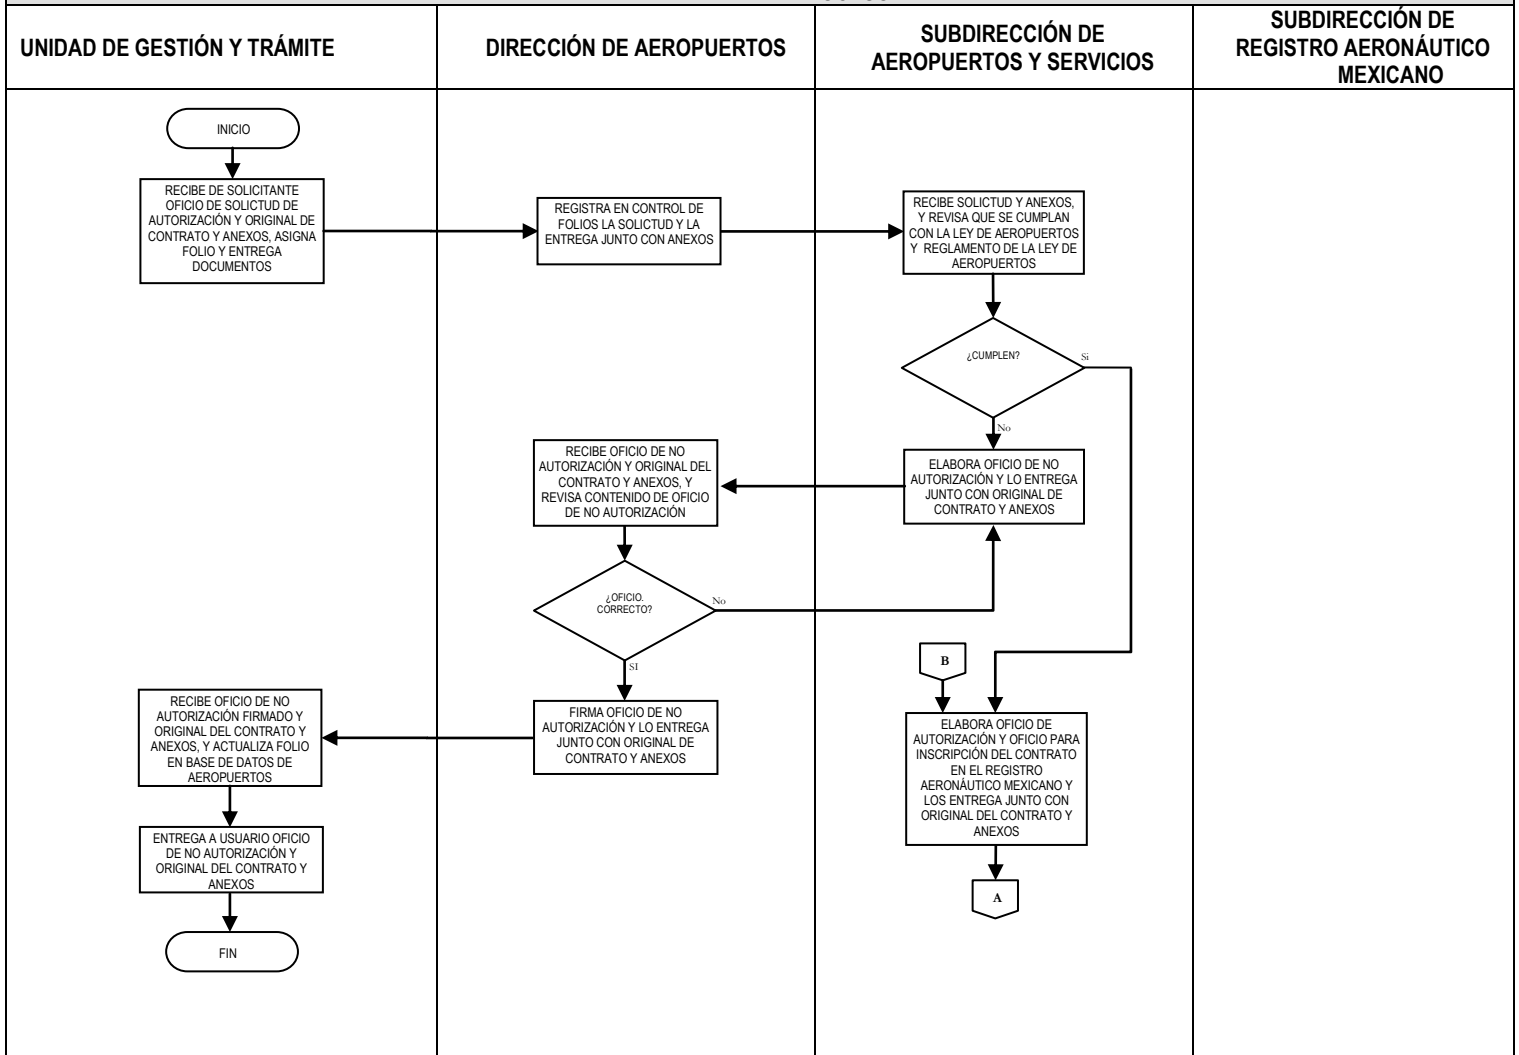 UNIDAD DE GESTIÓN Y TRÁMITE
DIRECCIÓN DE AEROPUERTOS
SUBDIRECCIÓN DE
AEROPUERTOS Y SERVICIOS
SUBDIRECCIÓN DE
REGISTRO AERONÁUTICO
MEXICANO
INICIO
RECIBE DE SOLICITANTE
OFICIO DE SOLICTUD DE
AUTORIZACIÓN Y ORIGINAL DE
CONTRATO Y ANEXOS, ASIGNA
FOLIO Y ENTREGA
DOCUMENTOS
REGISTRA EN CONTROL DE
FOLIOS LA SOLICTUD Y LA
ENTREGA JUNTO CON ANEXOS
RECIBE SOLICTUD Y ANEXOS,
Y REVISA QUE SE CUMPLAN
CON LA LEY DE AEROPUERTOS
Y REGLAMENTO DE LA LEY DE
AEROPUERTOS
¿CUMPLEN?
Si
No
ELABORA OFICIO DE NO
AUTORIZACIÓN Y LO ENTREGA
JUNTO CON ORIGINAL DE
CONTRATO Y ANEXOS
RECIBE OFICIO DE NO
AUTORIZACIÓN Y ORIGINAL DEL
CONTRATO Y ANEXOS, Y
REVISA CONTENIDO DE OFICIO
DE NO AUTORIZACIÓN
¿OFICIO.
CORRECTO?
No
SI
FIRMA OFICIO DE NO
AUTORIZACIÓN Y LO ENTREGA
JUNTO CON ORIGINAL DE
CONTRATO Y ANEXOS
RECIBE OFICIO DE NO
AUTORIZACIÓN FIRMADO Y
ORIGINAL DEL CONTRATO Y
ANEXOS, Y ACTUALIZA FOLIO
EN BASE DE DATOS DE
AEROPUERTOS
ENTREGA A USUARIO OFICIO
DE NO AUTORIZACIÓN Y
ORIGINAL DEL CONTRATO Y
ANEXOS
FIN
B
ELABORA OFICIO DE
AUTORIZACIÓN Y OFICIO PARA
INSCRIPCIÓN DEL CONTRATO
EN EL REGISTRO
AERONÁUTICO MEXICANO Y
LOS ENTREGA JUNTO CON
ORIGINAL DEL CONTRATO Y
ANEXOS
A